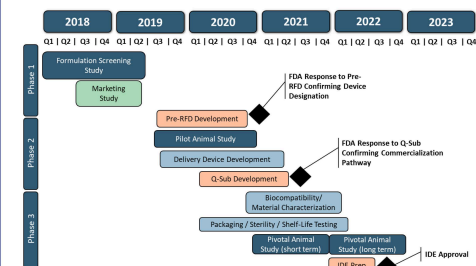 2018 2019 2020 2021 2022 2023
Q1 | Q2 | Q3 | Q4 Q1 | Q2 | Q3 | Q4 Q1 | Q2 | Q3 | Q4 Q1 | Q2 | Q3 | Q4 Q1 | Q2 | Q3 | Q4 Q1 | Q2 | Q3 | Q4
Phase 1
Formulation Screening
Study
Marketing
Study
FDA Response to Pre-
RFD Confirming Device
Designation
Pre-RFD Development
Phase 2
Pilot Animal Study
Delivery Device Development
Q-Sub Development
FDA Response to Q-Sub
Confirming Commercialization
Pathway
Phase 3
Biocompatibility/
Material Characterization
Packaging / Sterility / Shelf-Life Testing
Pivotal Animal
Study (short term)
Pivotal Animal
Study (long term)
IDE Approval
IDE Prep